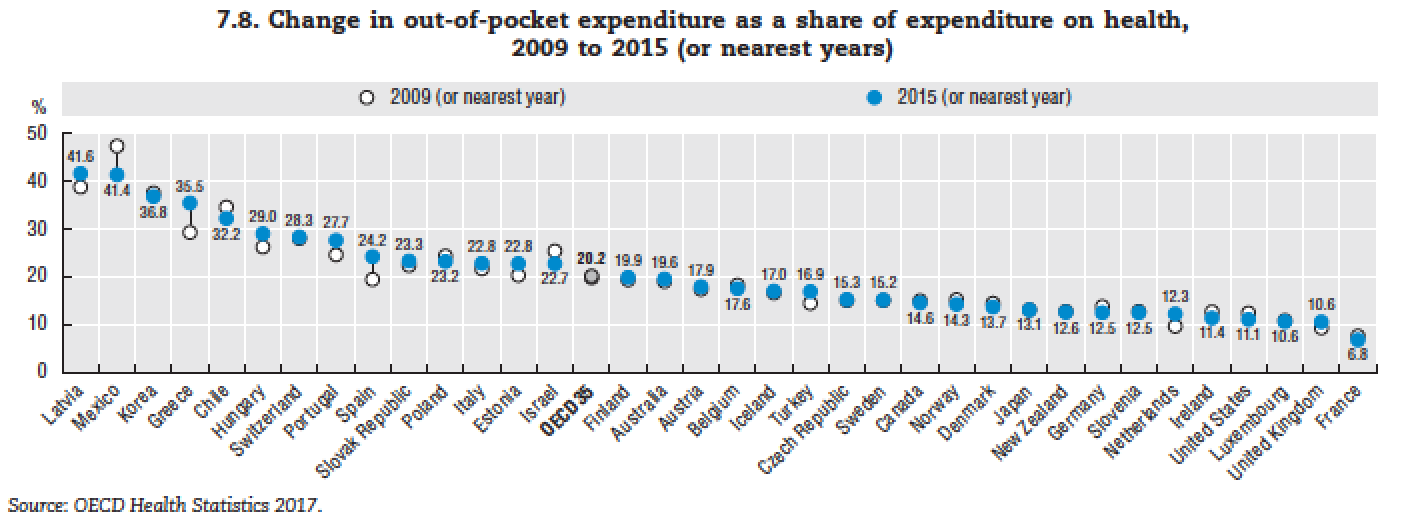 7.8. Change in out-of-pocket expenditure as a share of expenditure on health,
2009 to 2015 (or nearest years)
2009 (or nearest year) 2015 (or nearest year)
%
50
40
30
20
10
0
41.6
41.4
36.8
35.5
32.2
29.0
28.3
27.7
24.2
23.3
23.2
22.8
22.8
22.7
20.2
19.9
19.6
17.9
17.6
17.0
16.9
15.3
15.2
14.6
14.3
13.7
13.1
12.6
12.5
12.5
12.3
11.4
11.1
10.6
10.6
6.8
Latvia
Mexico
Korea
Greece
Chile
Hungary
Switzerland
Portugal
Spain
Slovak Republic
Poland
Italy
Estonia
Israel
OECD35
Finland
Australia
Austria
Belgium
Iceland
Turkey
Czech Republic
Sweden
Canada
Norway
Denmark
Japan
New Zealand
Germany
Slovenia
Netherlands
Ireland
United States
Luxembourg
United Kingdom
France
Source: OECD Health Statistics 2017.